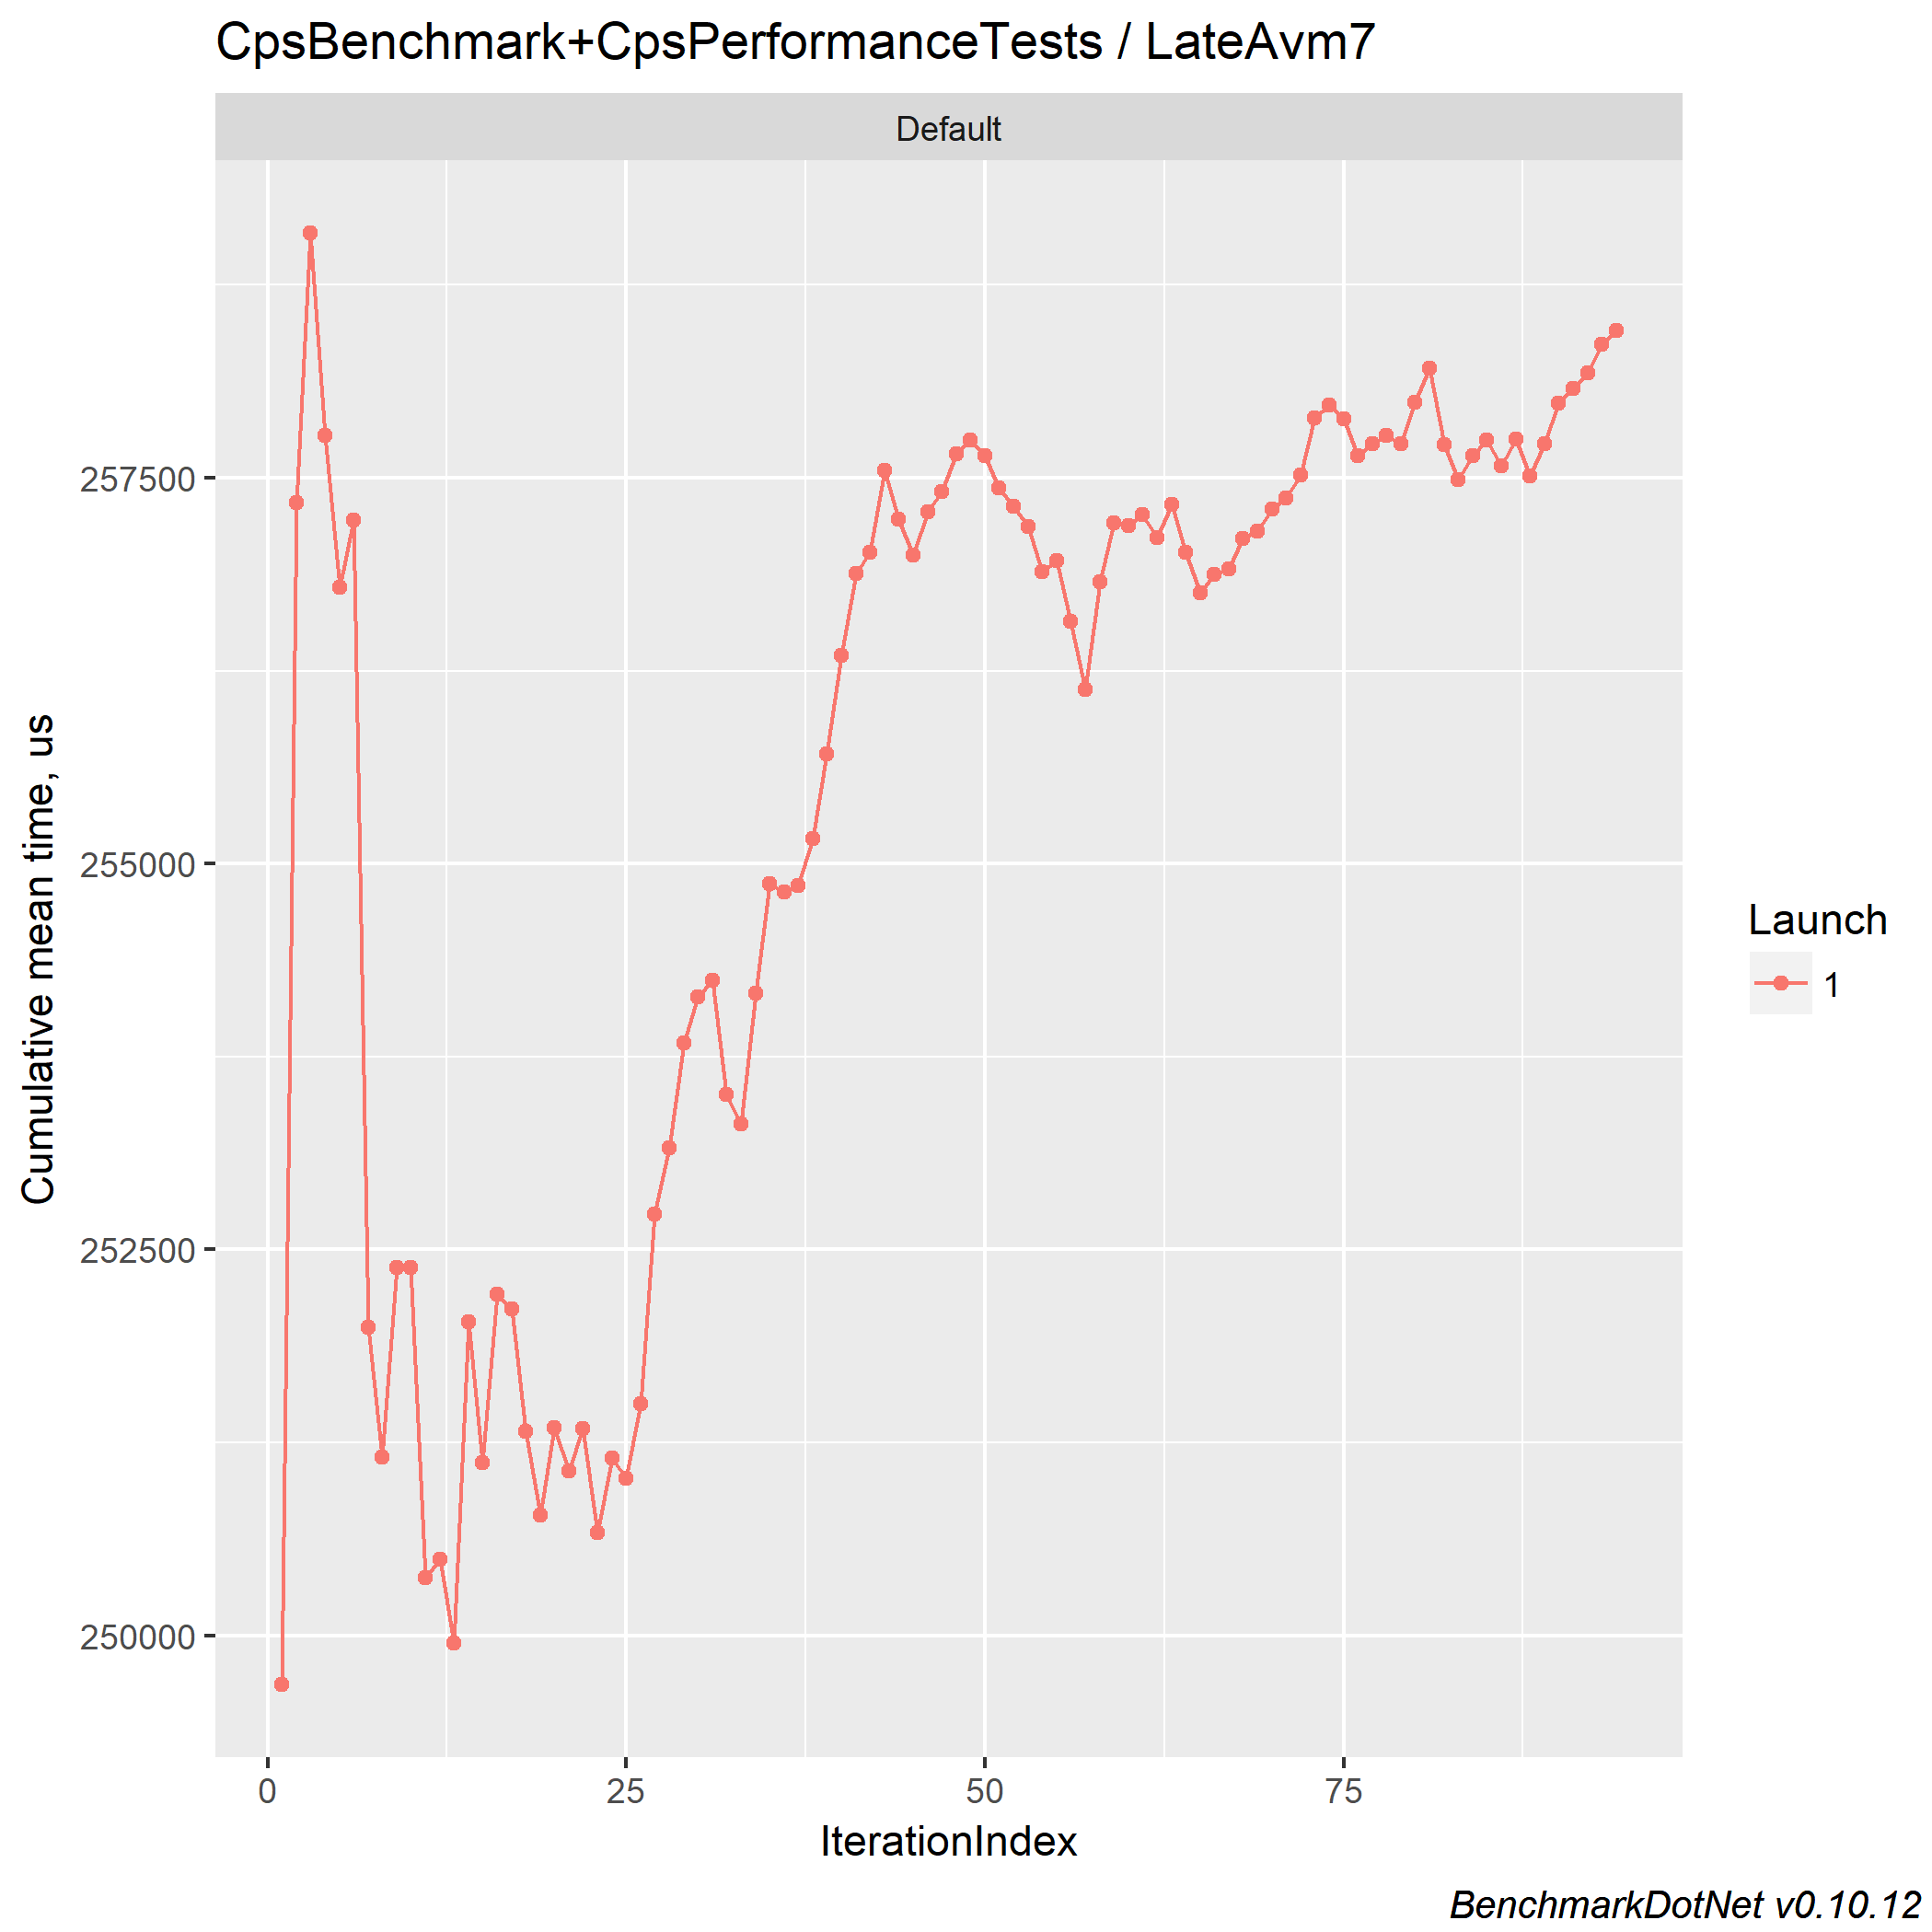 CpsBenchmark+CpsPerformanceTests / LateAvm7
Default
Cumulative mean time, us
257500
255000
252500
250000
0 25 50 75
IterationIndex
Launch
1
BenchmarkDotNet v0.10.12